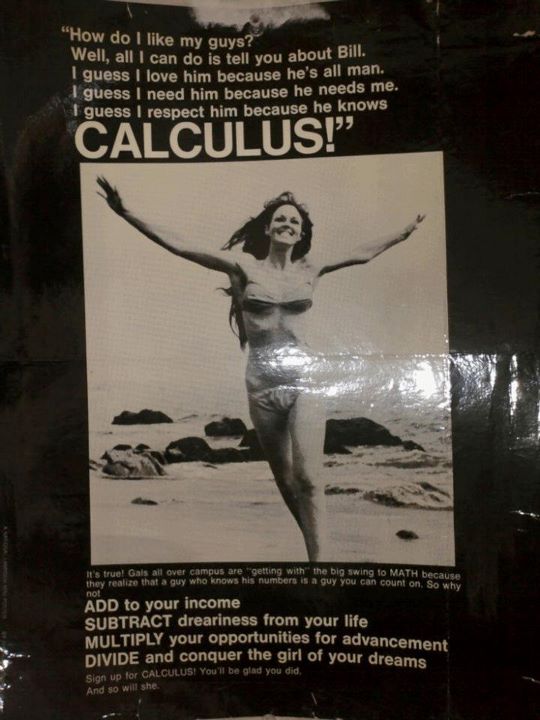 "How do I like my guys?
Well, all I can do is tell you about Bill.
I guess I love him because he's all man.
I guess I need him because he needs me.
I guess I respect him because he knows
CALCULUS!"
It's true! Gals all over campus are "getting with" the big swing to MATH because
they realize that a guy who knows his numbers is a guy you can count on. So why
not
ADD to your income
SUBTRACT dreariness from your life
MULTIPLY your opportunities for advancement
DIVIDE and conquer the girl of your dreams
Sign up for CALCULUS! You'll be glad you did.
And so will she.